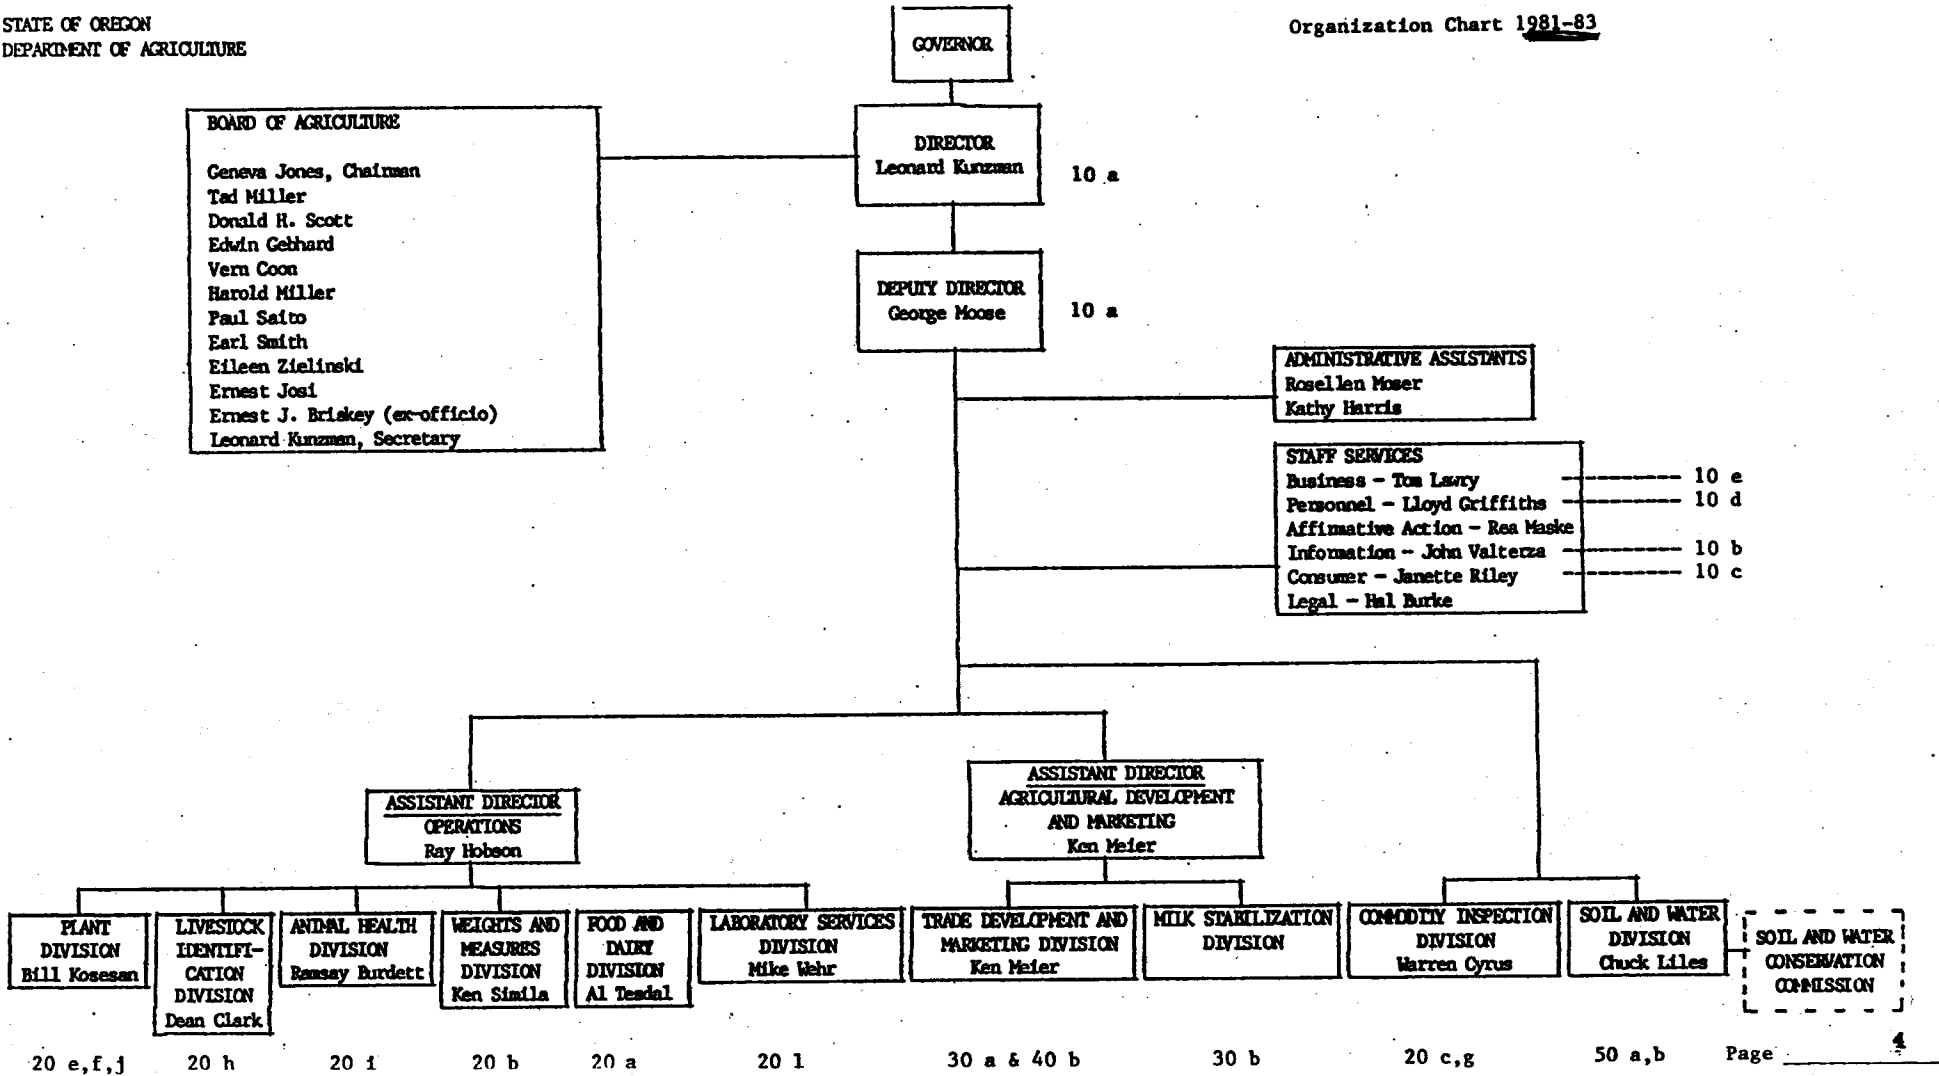 STATE OF OREGON
DEPARTMENT OF AGRICULTURE
Organization Chart 1981-83
GOVERNOR
BOARD OF AGRICULTURE
Geneva Jones, Chairman
Tad Miller
Donald H. Scott
Edwin Gebhard
Vern Coon
Harold Miller
Paul Saito
Earl Smith
Eileen Zielinski
Ernest Josi
Ernest J. Briskey (ex-officio)
Leonard Kunzman, Secretary
DIRECTOR
Leonard Kunzman
10 a
DEPUTY DIRECTOR
George Moose
10 a
ADMINISTRATIVE ASSISTANTS
Rosellen Moser
Kathy Harris
STAFF SERVICES
Business - Tom Lavry 10 e
Personnel - Lloyd Griffiths 10 d
Affirmative Action - Rea Maske
Information - John Valterza 10 b
Consumer - Janette Riley 10 c
Legal - Hal Burke
ASSISTANT DIRECTOR
OPERATIONS
Ray Hobson
ASSISTANT DIRECTOR
AGRICULTURAL DEVELOPMENT
AND MARKETING
Ken Meier
PLANT
DIVISION
Bill Kosesan
LIVESTOCK
IDENTIFI-
CATION
DIVISION
Dean Clark
ANIMAL HEALTH
DIVISION
Ramsay Burdett
WEIGHTS AND
MEASURES
DIVISION
Ken Simila
FOOD AND
DAIRY
DIVISION
Al Tesdal
LABORATORY SERVICES
DIVISION
Mike Wehr
TRADE DEVELOPMENT AND
MARKETING DIVISION
Ken Meier
MILK STABILIZATION
DIVISION
COMMODITY INSPECTION
DIVISION
Warren Cyrus
SOIL AND WATER
DIVISION
Chuck Liles
SOIL AND WATER
CONSERVATION
COMMISSION
20 e,f,j
20 h
20 i
20 b
20 a
20 l
30 a & 40 b
30 b
20 c,g
50 a,b
Page 4